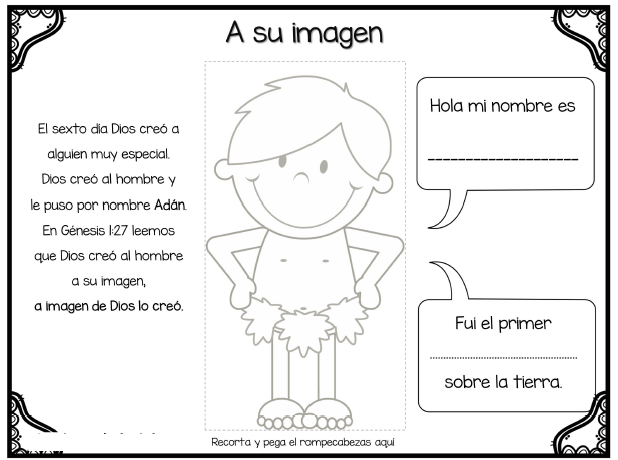 A su imagen
El sexto día Dios creó a
alguien muy especial.
Dios creó al hombre y
le puso por nombre Adán.
En Génesis 1:27 leemos
que Dios creó al hombre
a su imagen,
a imagen de Dios lo creó.
Hola mi nombre es
Fui el primer
sobre la tierra.
Recorta y pega el rompecabezas aquí